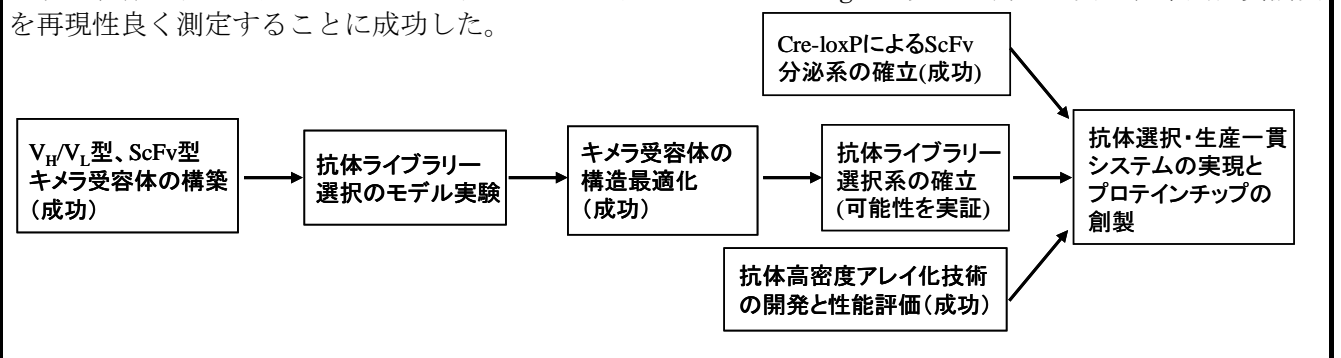 を再現性良く測定することに成功した。
Cre-loxPによるScFv
分泌系の確立(成功)
VH/VL型、ScFv型
キメラ受容体の構築
（成功）
抗体ライブラリー
選択のモデル実験
キメラ受容体の
構造最適化
（成功）
抗体ライブラリー
選択系の確立
(可能性を実証)
抗体選択・生産一貫
システムの実現と
プロテインチップの
創製
抗体高密度アレイ化技術
の開発と性能評価（成功）